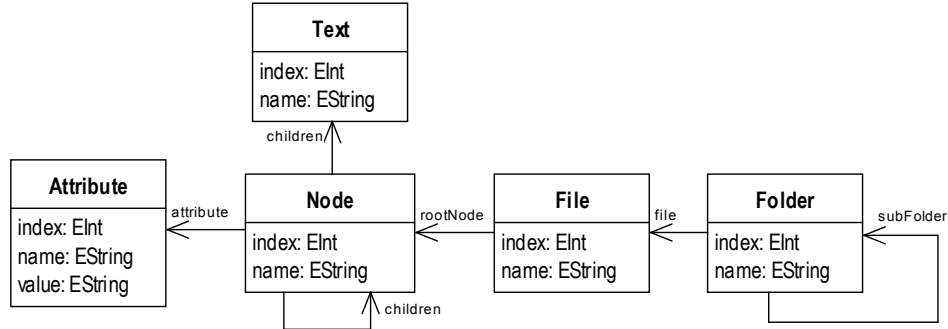 Text
index: EInt
name: EString
children
Attribute
index: EInt
name: EString
value: EString
attribute
Node
index: EInt
name: EString
children
rootNode
File
index: EInt
name: EString
file
Folder
index: EInt
name: EString
subFolder